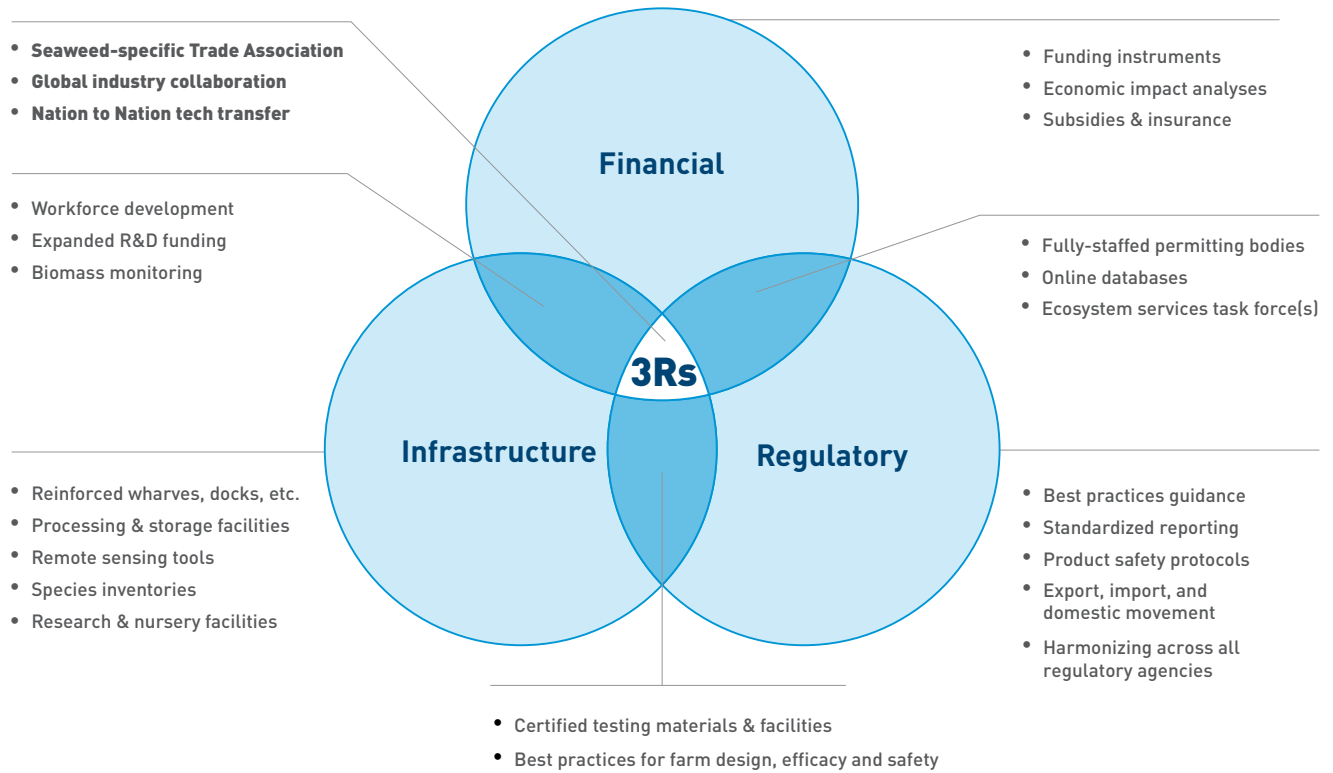 • Seaweed-specific Trade Association
• Global industry collaboration
• Nation to Nation tech transfer
• Workforce development
• Expanded R&D funding
• Biomass monitoring
• Reinforced wharves, docks, etc.
• Processing & storage facilities
• Remote sensing tools
• Species inventories
• Research & nursery facilities
Financial
3Rs
Infrastructure
Regulatory
• Funding instruments
• Economic impact analyses
• Subsidies & insurance
• Fully-staffed permitting bodies
• Online databases
• Ecosystem services task force(s)
• Best practices guidance
• Standardized reporting
• Product safety protocols
• Export, import, and
domestic movement
• Harmonizing across all
regulatory agencies
• Certified testing materials & facilities
• Best practices for farm design, efficacy and safety